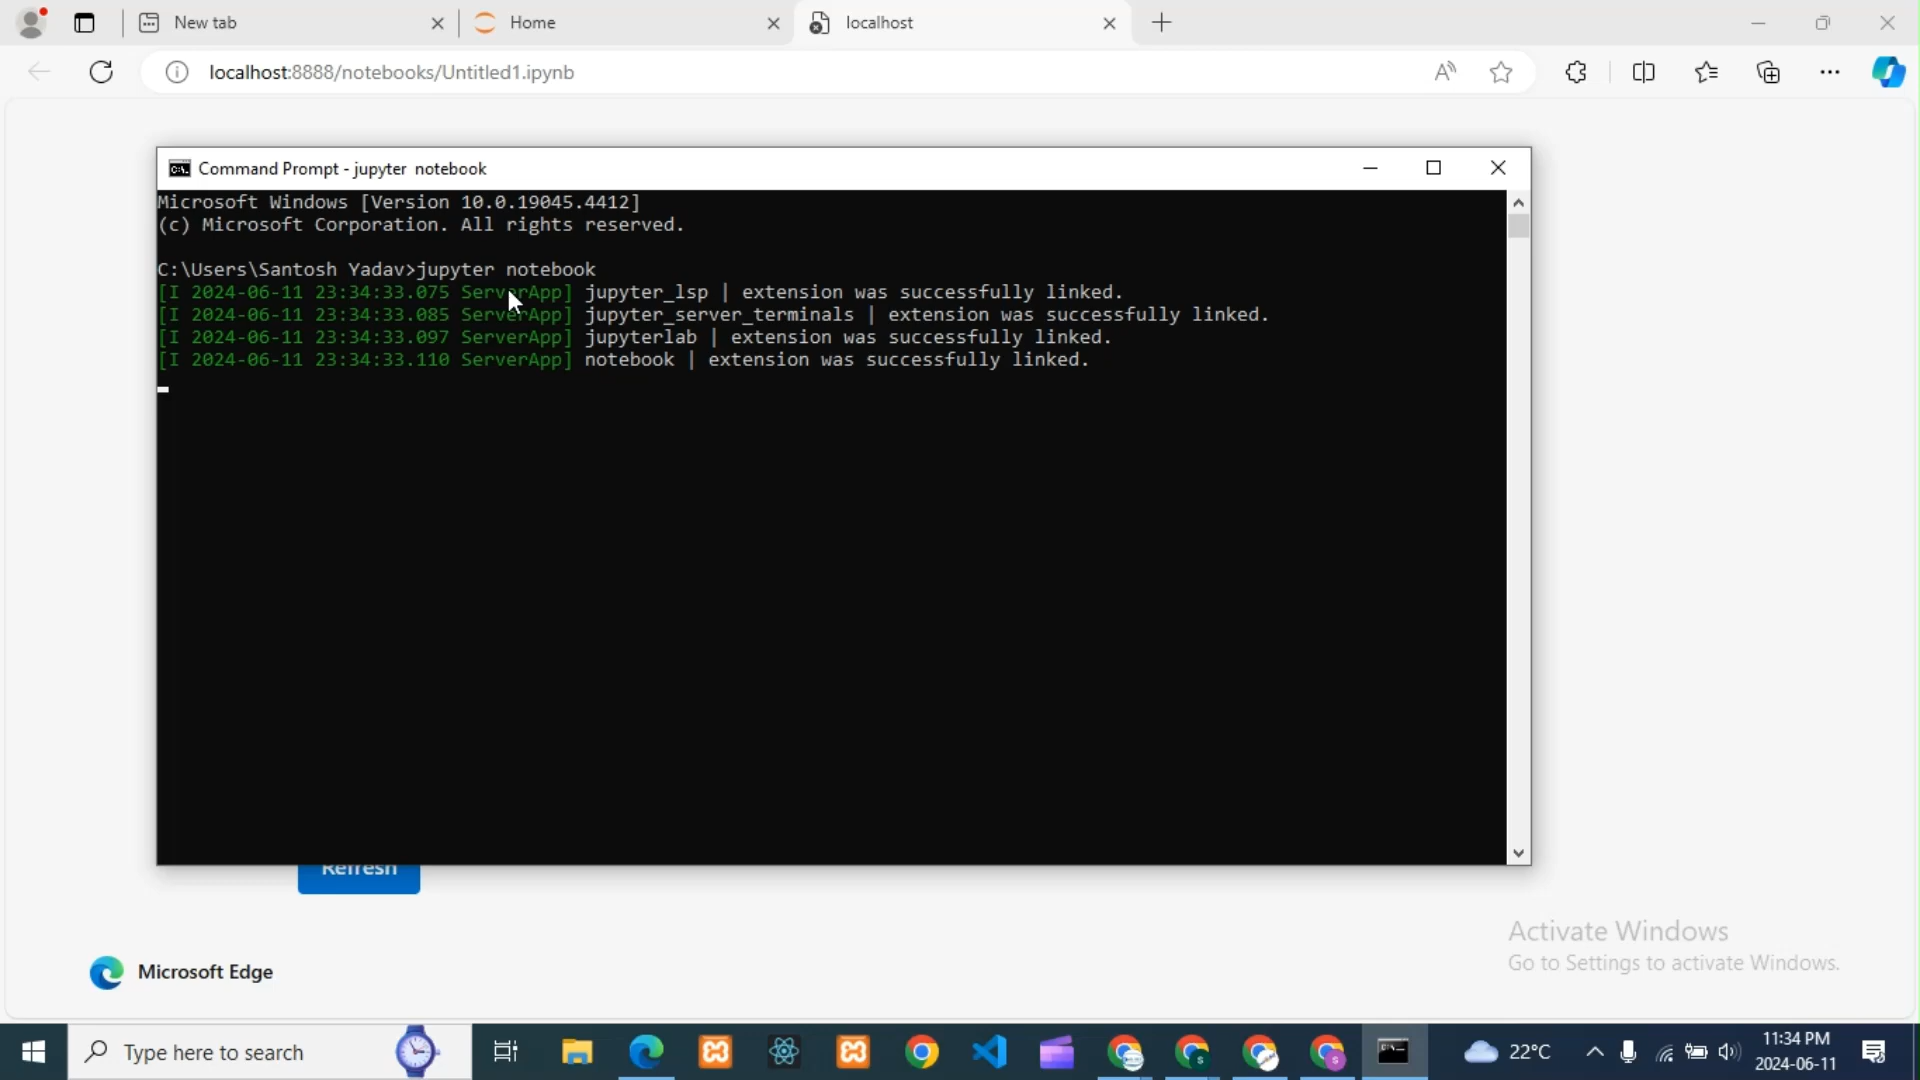 New tab
Home
localhost
localhost:8888/notebooks/Untitled1.ipynb
Command Prompt - jupyter  notebook
Microsoft Windows [Version 10.0.19045.4412]
(c) Microsoft Corporation. All rights reserved.
C:\Users\Santosh Yadav>jupyter notebook
[I 2024-06-11 23:34:33.075 ServerApp] jupyter_lsp | extension was successfully linked.
[I 2024-06-11 23:34:33.085 ServerApp] jupyter_server_terminals | extension was successfully linked.
[I 2024-06-11 23:34:33.097 ServerApp] jupyterlab | extension was successfully linked.
[I 2024-06-11 23:34:33.110 ServerApp] notebook | extension was successfully linked.
Refresh
Activate Windows
Go to Settings to activate Windows.
Microsoft Edge
Type here to search
22°C
11:34 PM
2024-06-11